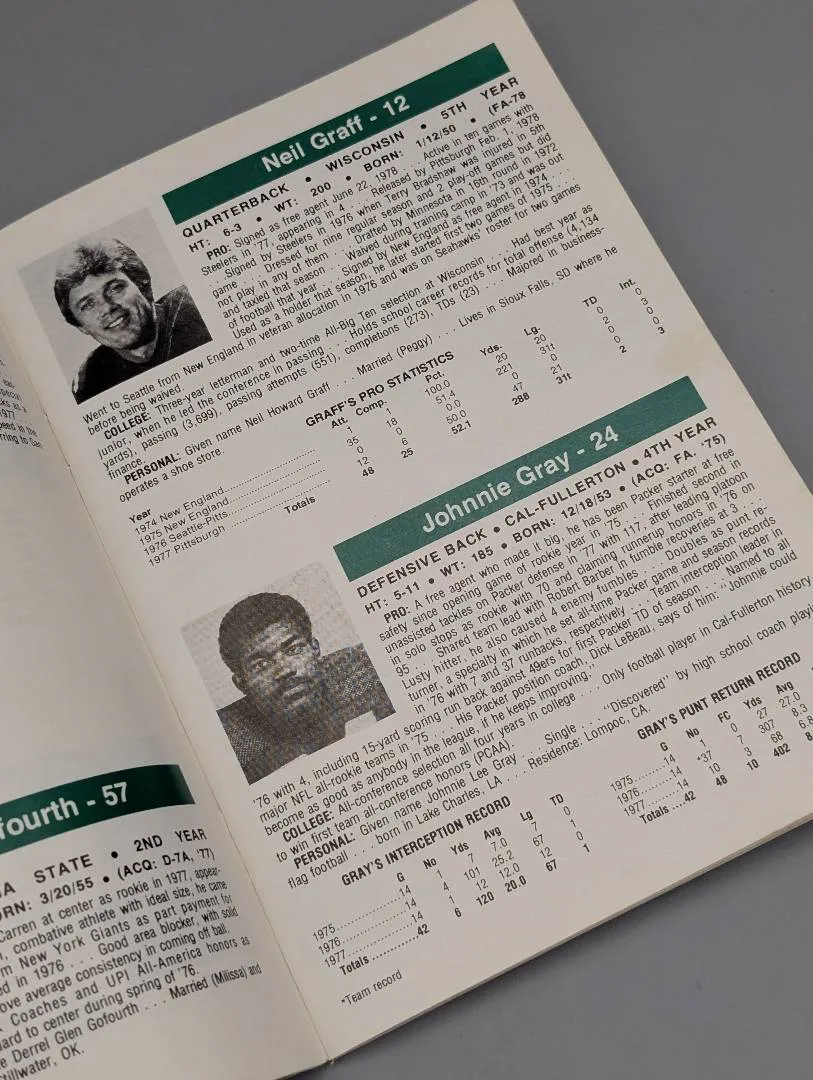 Neil Graff - 12
QUARTERBACK • WISCONSIN • 5TH YEAR
HT: 6-3 • WT: 200 • BORN: 1/12/50 • (FA-78
PRO: Signed as free agent June 22, 1978 . . . Active in ten games with
Steelers in '77, appearing in 4 . . . Released by Pittsburgh Feb. 1, 1978
. . . Signed by Steelers in 1976 when Terry Bradshaw was injured in 5th
game . . . Dressed for nine regular season and 2 play-off games but did
not play in any of them . . . Drafted by Minnesota in 16th round in 1972
and taxied that season . . . Waived during training camp in '73 and was out
of football that year . . . Signed by New England as free agent in 1974 . . .
Used as a holder that season, he later started first two games of 1975 . . .
Went to Seattle from New England in veteran allocation in 1976 and was on Seahawks' roster for two games
before being waived.
COLLEGE: Three-year letterman and two-time All-Big Ten selection at Wisconsin . . . Had best year as
junior, when he led the conference in passing . . . Holds school career records for total offense (4,134
yards), passing (3,699), passing attempts (551), completions (273), TDs (23) . . . Majored in business-
finance.
PERSONAL: Given name Neil Howard Graff . . . Married (Peggy) . . . Lives in Sioux Falls, SD where he
operates a shoe store.
GRAFF'S PRO STATISTICS
Year Att. Comp. Pct. Yds. Lg. TD Int.
1974 New England 1 1 100.0 20 20 0 0
1975 New England 35 18 51.4 221 31t 2 3
1976 Seattle-Pitts 0 0 0.0 0 0 0 0
1977 Pittsburgh 12 6 50.0 47 21 0 0
Totals 48 25 52.1 288 31t 2 3
Johnnie Gray - 24
DEFENSIVE BACK • CAL-FULLERTON • 4TH YEAR
HT: 5-11 • WT: 185 • BORN: 12/18/53 • (ACQ: FA. '75)
PRO: A free agent who made it big, he has been Packer starter at free
safety since opening game of rookie year in '75 . . . Finished second in
unassisted tackles on Packer defense in '77 with 117, after leading platoon
in solo stops as rookie with 70 and claiming runnerup honors in '76 on
95 . . . Shared team lead with Robert Barber in fumble recoveries at 3 . . .
Lusty hitter, he also caused 4 enemy fumbles . . . Doubles as punt re-
turner, a specialty in which he set all-time Packer game and season records
in '76 with 7 and 37 runbacks, respectively . . . Team interception leader in
'76 with 4, including 15-yard scoring run back against 49ers for first Packer TD of season . . . Named to all
major NFL all-rookie teams in '75 . . . His Packer position coach, Dick LeBeau, says of him: "Johnnie could
become as good as anybody in the league, if he keeps improving."
COLLEGE: All-conference selection all four years in college . . . Only football player in Cal-Fullerton history
to win first team all-conference honors (PCAA).
PERSONAL: Given name Johnnie Lee Gray . . . Single . . . "Discovered" by high school coach
flag football . . . born in Lake Charles, LA . . . Residence: Lompoc, CA.
GRAY'S INTERCEPTION RECORD
G No Yds Avg Lg TD
1975 14 1 7 7.0 7 0
1976 14 4 101 25.2 67 1
1977 14 1 12 12.0 12 0
Totals 42 6 120 20.0 67 1
GRAY'S PUNT RETURN RECORD
G No FC Yds Avg
1975 14 1 0 27 27.0
1976 14 *37 7 307 8.3
1977 14 10 3 68 6.8
Totals 42 48 10 402
*Team record
fourth - 57
STATE • 2ND YEAR
3/20/55 • (ACQ: D-7A, '77)
Carren at center as rookie in 1977, appear-
combative athlete with ideal size, he came
New York Giants as part payment for
in 1976 . . . Good area blocker, with solid
average consistency in coming off ball.
Coaches and UPI All-America honors as
to center during spring of '76.
Derrel Glen Gofourth . . . Married (Milissa) and
Stillwater, OK.